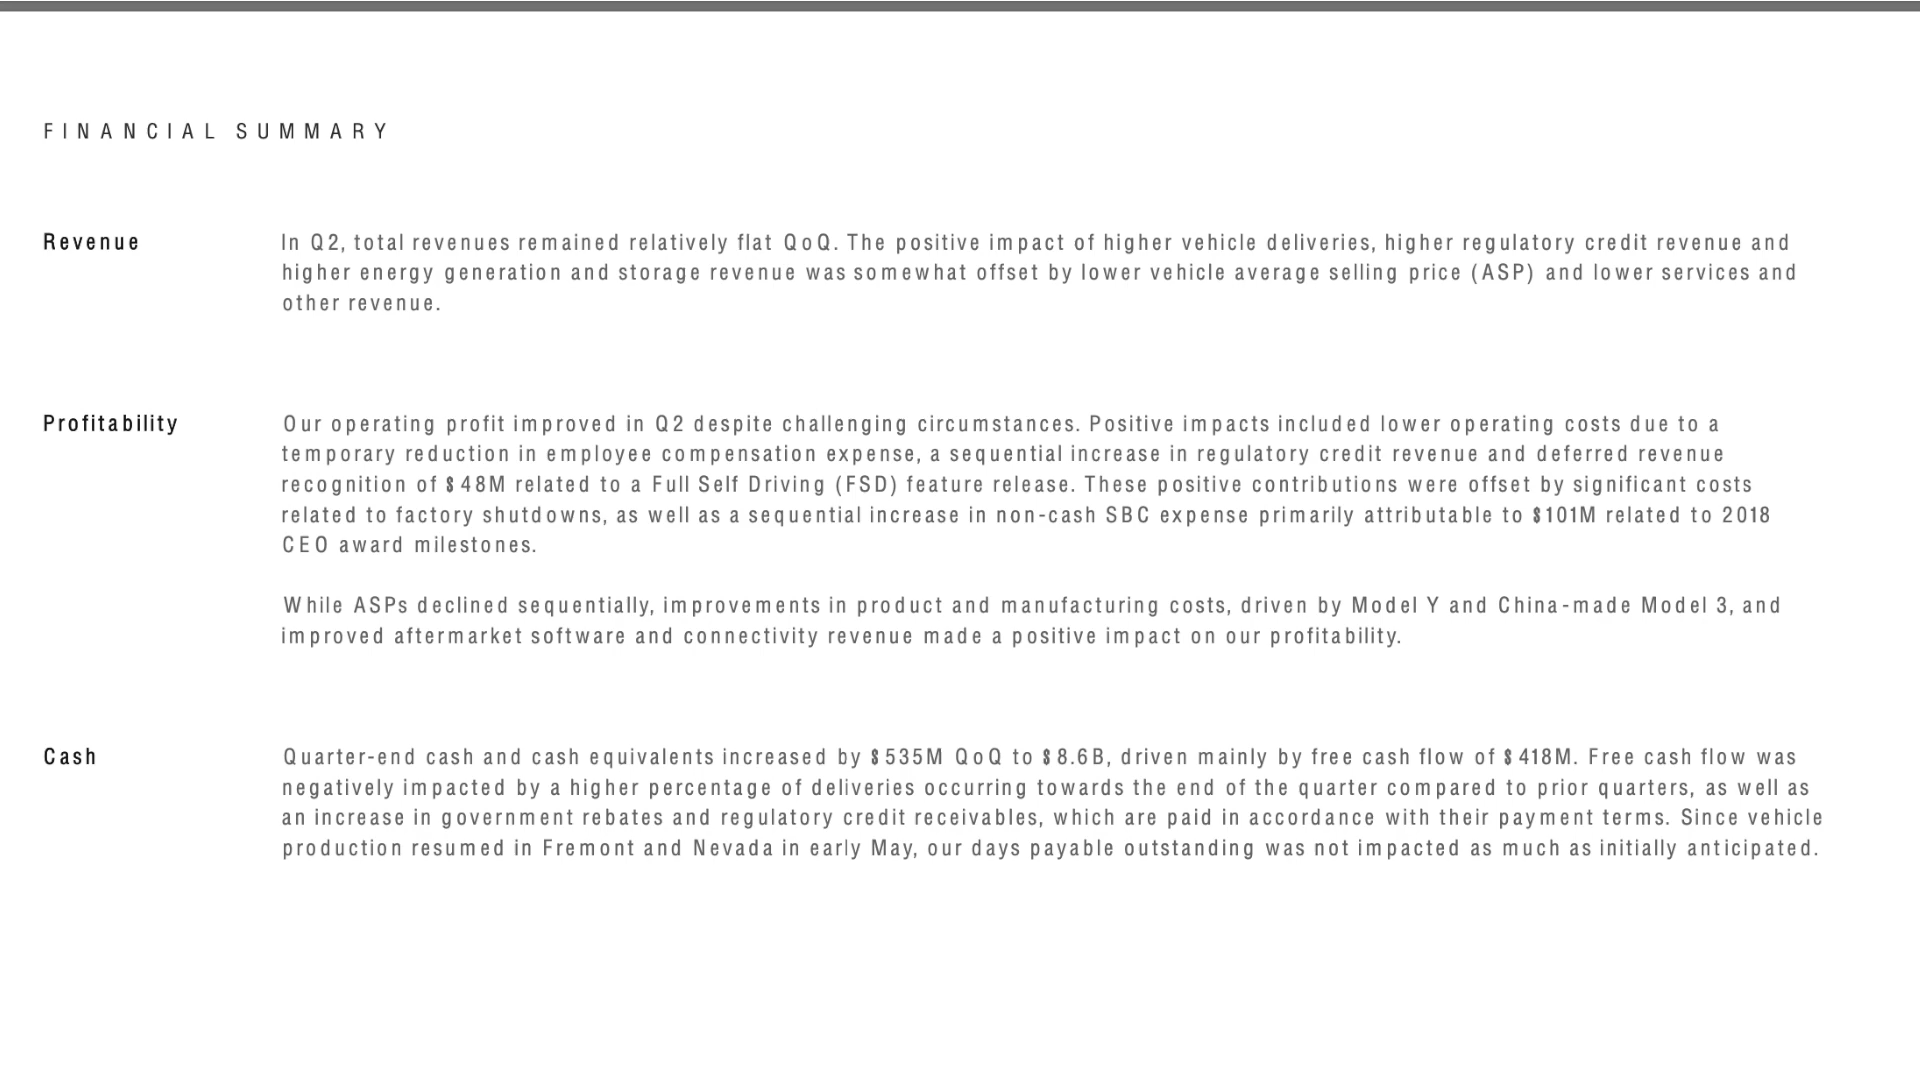 FINANCIAL SUMMARY
Revenue
In Q2, total revenues remained relatively flat QoQ. The positive impact of higher vehicle deliveries, higher regulatory credit revenue and
higher energy generation and storage revenue was somewhat offset by lower vehicle average selling price (ASP) and lower services and
other revenue.
Profitability
Our operating profit improved in Q2 despite challenging circumstances. Positive impacts included lower operating costs due to a
temporary reduction in employee compensation expense, a sequential increase in regulatory credit revenue and deferred revenue
recognition of $48M related to a Full Self Driving (FSD) feature release. These positive contributions were offset by significant costs
related to factory shutdowns, as well as a sequential increase in non-cash SBC expense primarily attributable to $101M related to 2018
CEO award milestones.
While ASPs declined sequentially, improvements in product and manufacturing costs, driven by Model Y and China-made Model 3, and
improved aftermarket software and connectivity revenue made a positive impact on our profitability.
Cash
Quarter-end cash and cash equivalents increased by $535M QoQ to $8.6B, driven mainly by free cash flow of $418M. Free cash flow was
negatively impacted by a higher percentage of deliveries occurring towards the end of the quarter compared to prior quarters, as well as
an increase in government rebates and regulatory credit receivables, which are paid in accordance with their payment terms. Since vehicle
production resumed in Fremont and Nevada in early May, our days payable outstanding was not impacted as much as initially anticipated.